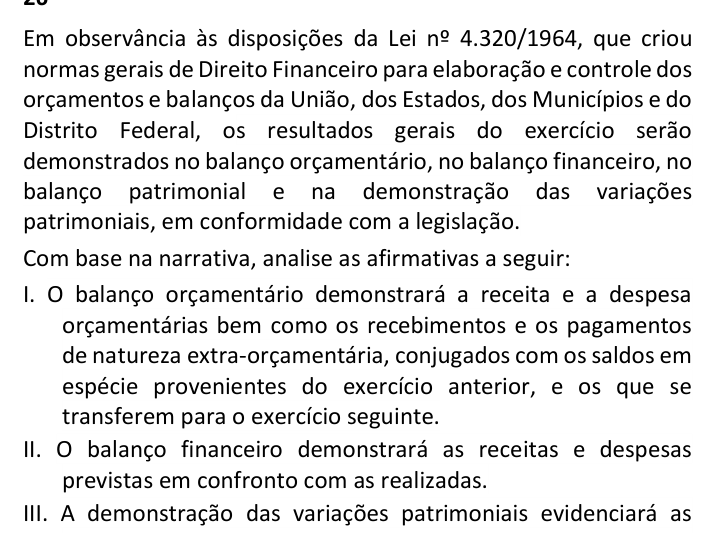 Em observância às disposições da Lei nº 4.320/1964, que criou
normas gerais de Direito Financeiro para elaboração e controle dos
orçamentos e balanços da União, dos Estados, dos Municípios e do
Distrito Federal, os resultados gerais do exercício serão
demonstrados no balanço orçamentário, no balanço financeiro, no
balanço patrimonial e na demonstração das variações
patrimoniais, em conformidade com a legislação.
Com base na narrativa, analise as afirmativas a seguir:
I. O balanço orçamentário demonstrará a receita e a despesa
orçamentárias bem como os recebimentos e os pagamentos
de natureza extra-orçamentária, conjugados com os saldos em
espécie provenientes do exercício anterior, e os que se
transferem para o exercício seguinte.
II. O balanço financeiro demonstrará as receitas e despesas
previstas em confronto com as realizadas.
III. A demonstração das variações patrimoniais evidenciará as